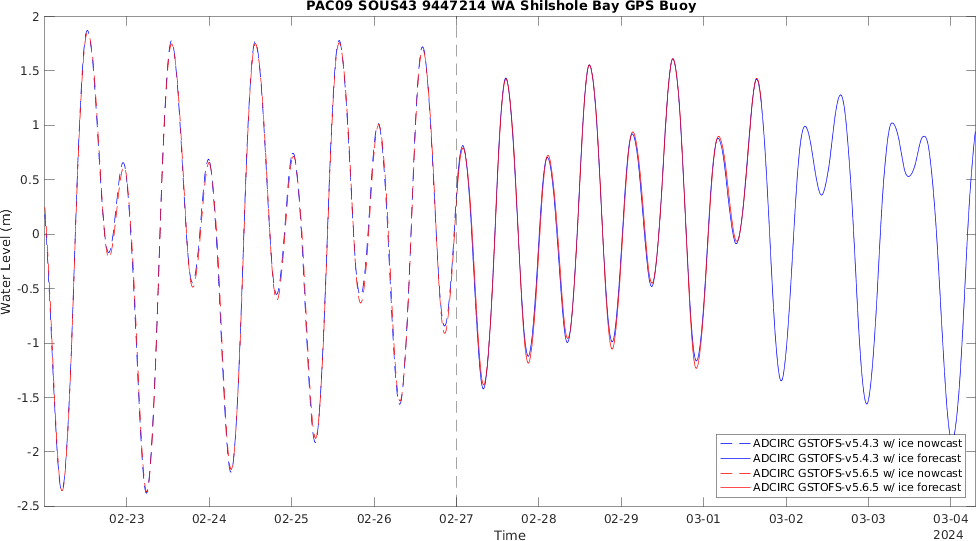 PAC09 SOUS43 9447214 WA Shilshole Bay GPS Buoy
2
1.5
1
0.5
0
-0.5
-1
-1.5
-2
-2.5
Water Level (m)
ADCIRC GSTOFS-v5.4.3 w/ ice nowcast
ADCIRC GSTOFS-v5.4.3 w/ ice forecast
ADCIRC GSTOFS-v5.6.5 w/ ice nowcast
ADCIRC GSTOFS-v5.6.5 w/ ice forecast
02-23 02-24 02-25 02-26 02-27 02-28 02-29 03-01 03-02 03-03 03-04
Time 2024